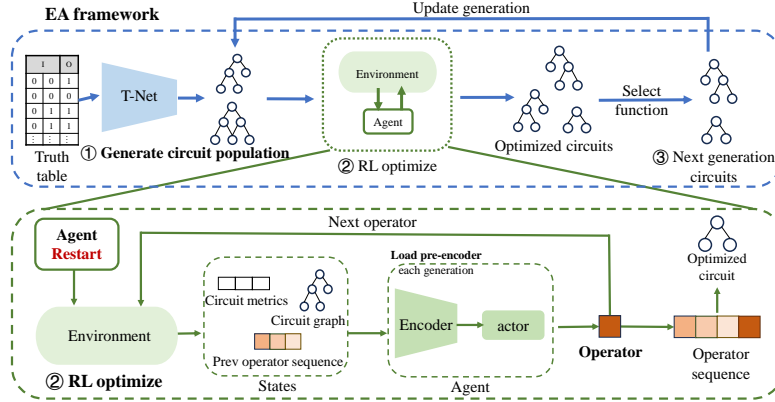 EA framework
Update generation
I O
0 0 1
0 1 1
0 0 0
0 1 1
⋮ ⋮ ⋮
Truth
table
T-Net
① Generate circuit population
Environment
Agent
② RL optimize
Optimized circuits
Select
function
③ Next generation
circuits
Agent
Restart
Next operator
Environment
② RL optimize
Circuit metrics
Circuit graph
Prev operator sequence
States
Load pre-encoder
each generation
Encoder
actor
Agent
Operator
Optimized
circuit
Operator
sequence